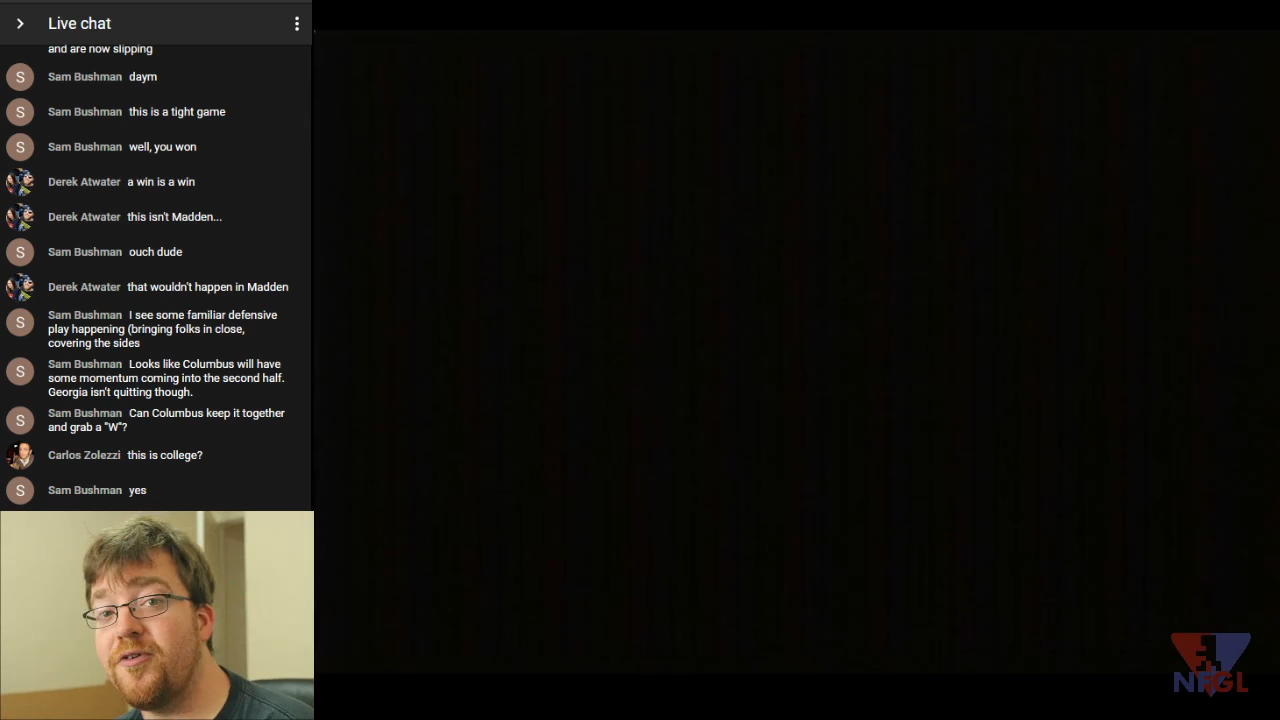 Live chat
and are now slipping
S Sam Bushman daym
S Sam Bushman this is a tight game
S Sam Bushman well, you won
Derek Atwater a win is a win
Derek Atwater this isn't Madden...
S Sam Bushman ouch dude
Derek Atwater that wouldn't happen in Madden
S Sam Bushman I see some familiar defensive
play happening (bringing folks in close,
covering the sides
S Sam Bushman Looks like Columbus will have
some momentum coming into the second half.
Georgia isn't quitting though.
S Sam Bushman Can Columbus keep it together
and grab a "W"?
Carlos Zolezzi this is college?
S Sam Bushman yes
NFGL